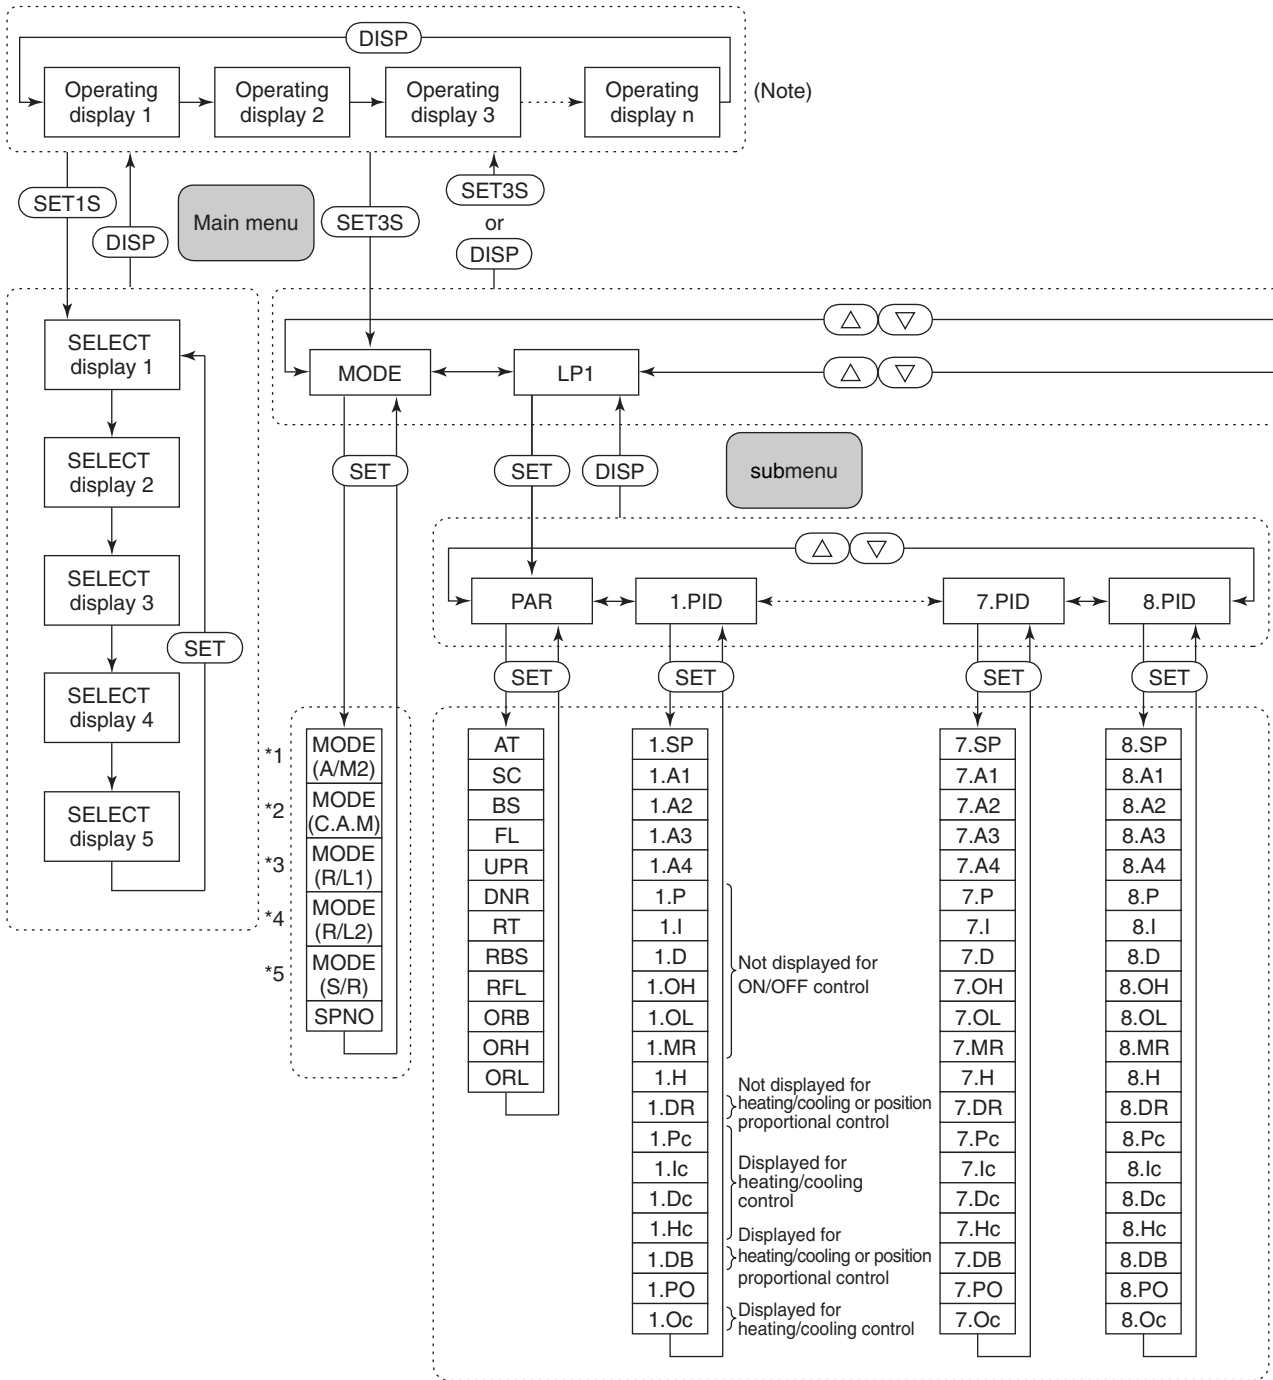 DISP
Operating
display 1
Operating
display 2
Operating
display 3
Operating
display n
(Note)
SET1S
DISP
Main menu
SET3S
SET3S
or
DISP
SELECT
display 1
SELECT
display 2
SELECT
display 3
SELECT
display 4
SELECT
display 5
SET
MODE
LP1
SET
SET
DISP
submenu
PAR
1.PID
7.PID
8.PID
SET
SET
SET
SET
*1
MODE
(A/M2)
*2
MODE
(C.A.M)
*3
MODE
(R/L1)
*4
MODE
(R/L2)
*5
MODE
(S/R)
SPNO
AT
SC
BS
FL
UPR
DNR
RT
RBS
RFL
ORB
ORH
ORL
1.SP
1.A1
1.A2
1.A3
1.A4
1.P
1.I
1.D
1.OH
1.OL
1.MR
1.H
1.DR
1.Pc
1.Ic
1.Dc
1.Hc
1.DB
1.PO
1.Oc
Not displayed for
ON/OFF control
Not displayed for
heating/cooling or position
proportional control
Displayed for
heating/cooling
control
Displayed for
heating/cooling or position
proportional control
Displayed for
heating/cooling control
7.SP
7.A1
7.A2
7.A3
7.A4
7.P
7.I
7.D
7.OH
7.OL
7.MR
7.H
7.DR
7.Pc
7.Ic
7.Dc
7.Hc
7.DB
7.PO
7.Oc
8.SP
8.A1
8.A2
8.A3
8.A4
8.P
8.I
8.D
8.OH
8.OL
8.MR
8.H
8.DR
8.Pc
8.Ic
8.Dc
8.Hc
8.DB
8.PO
8.Oc